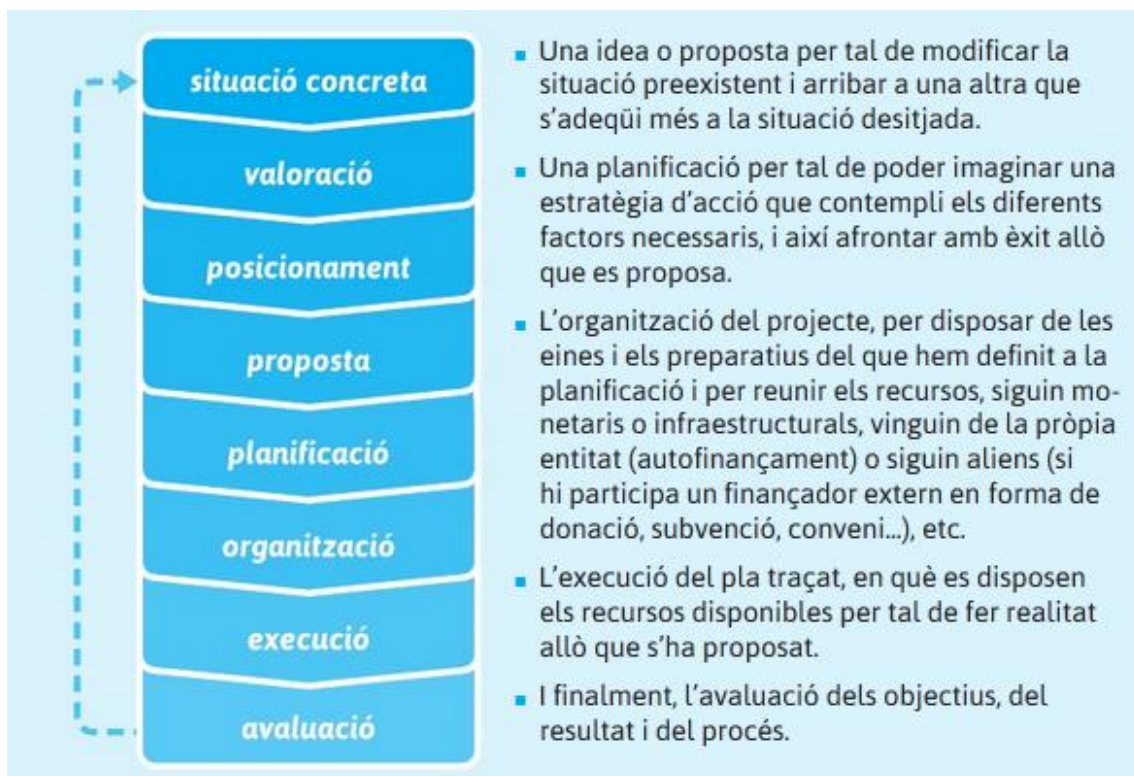 situació concreta
valoració
posicionament
proposta
planificació
organització
execució
avaluació
▪ Una idea o proposta per tal de modificar la
situació preexistent i arribar a una altra que
s’adeqüi més a la situació desitjada.
▪ Una planificació per tal de poder imaginar una
estratègia d’acció que contempli els diferents
factors necessaris, i així afrontar amb èxit allò
que es proposa.
▪ L’organització del projecte, per disposar de les
eines i els preparatius del que hem definit a la
planificació i per reunir els recursos, siguin mo-
netaris o infraestructurals, vinguin de la pròpia
entitat (autofinançament) o siguin aliens (si
hi participa un finançador extern en forma de
donació, subvenció, conveni...), etc.
▪ L’execució del pla traçat, en què es disposen
els recursos disponibles per tal de fer realitat
allò que s’ha proposat.
▪ I finalment, l’avaluació dels objectius, del
resultat i del procés.